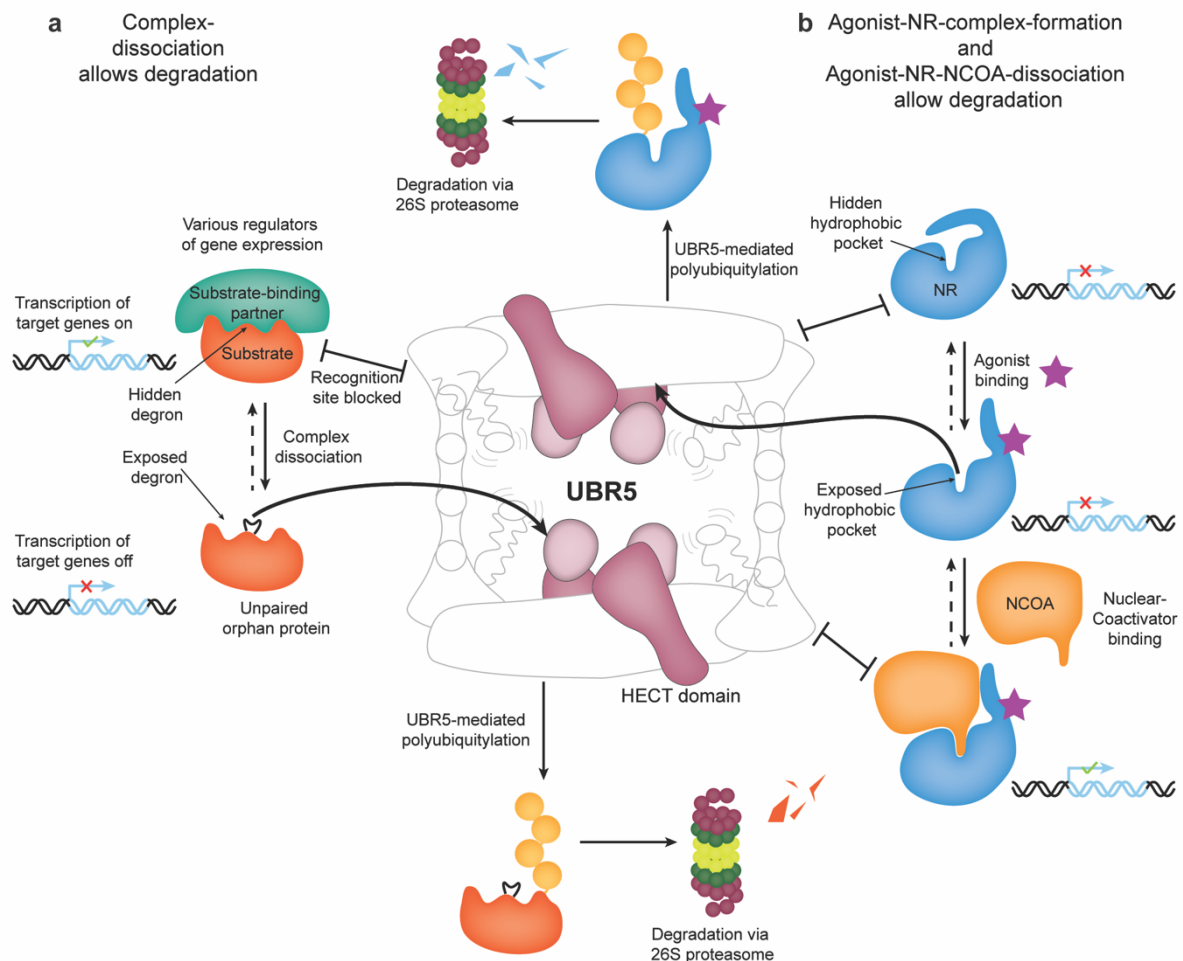 a
Complex-
dissociation
allows degradation
b
Agonist-NR-complex-formation
and
Agonist-NR-NCOA-dissociation
allow degradation
Degradation via
26S proteasome
UBR5-mediated
polyubiquitylation
Hidden
hydrophobic
pocket
NR
Various regulators
of gene expression
Transcription of
target genes on
Substrate-binding
partner
Substrate
Hidden
degron
Recognition
site blocked
Agonist
binding
Exposed
degron
Complex
dissociation
UBR5
Exposed
hydrophobic
pocket
Transcription of
target genes off
Unpaired
orphan protein
NCOA
Nuclear-
Coactivator
binding
HECT domain
UBR5-mediated
polyubiquitylation
Degradation via
26S proteasome